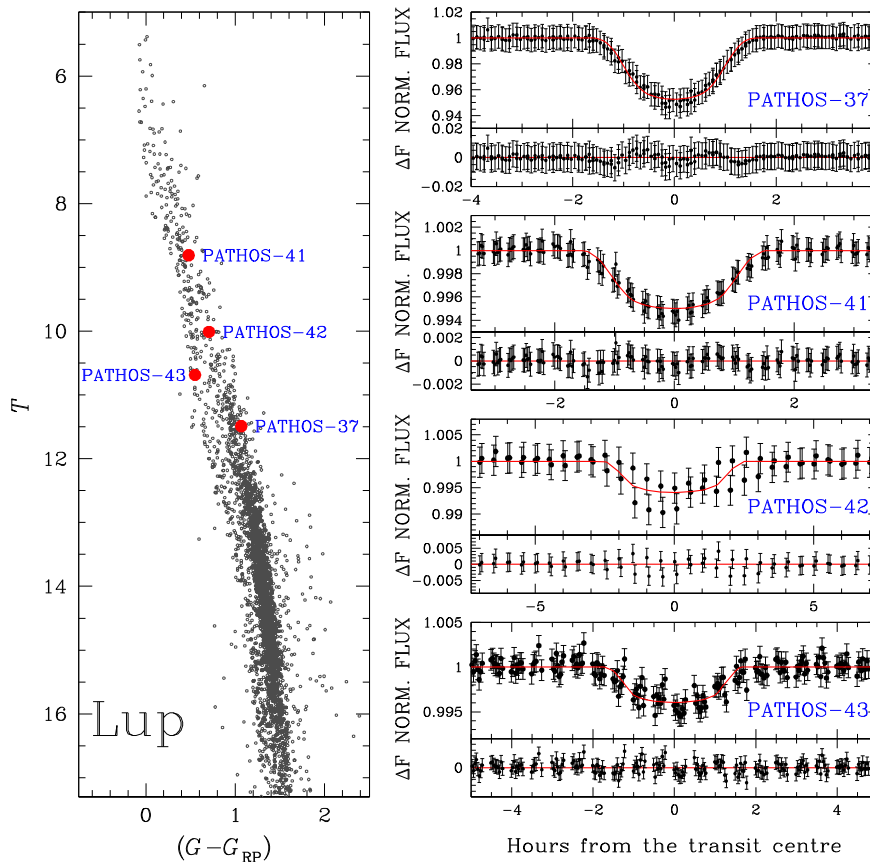 6
8
10
12
14
16
T
PATHOS-41
PATHOS-42
PATHOS-43
PATHOS-37
Lup
0 1 2
(G−G_RP)
1.02
1
0.98
0.96
0.94
NORM. FLUX
PATHOS-37
0.02
0
−0.02
ΔF
−4 −2 0 2
1.002
1
0.998
0.996
0.994
NORM. FLUX
PATHOS-41
0.002
0
−0.002
ΔF
−2 0 2
1.005
1
0.995
0.99
NORM. FLUX
PATHOS-42
0.005
0
−0.005
ΔF
−5 0 5
1.005
1
0.995
NORM. FLUX
PATHOS-43
0
ΔF
−4 −2 0 2 4
Hours from the transit centre